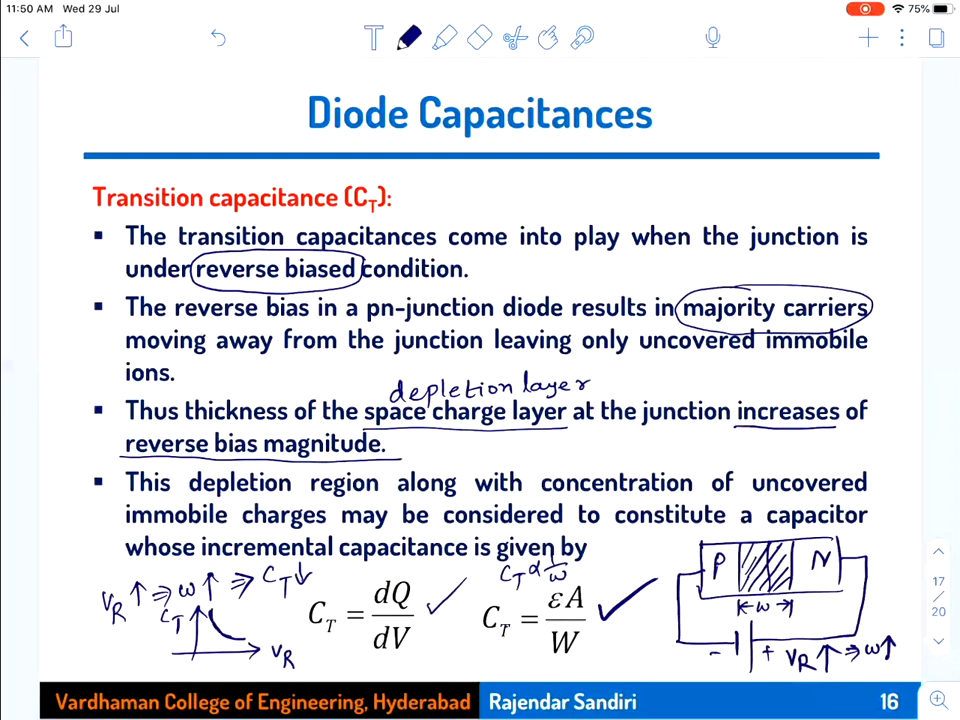 11:50 AM Wed 29 Jul
75%
T
Diode Capacitances
Transition capacitance (CT):
▪ The transition capacitances come into play when the junction is
under reverse biased condition.
▪ The reverse bias in a pn-junction diode results in majority carriers
moving away from the junction leaving only uncovered immobile
ions.
depletion layer
▪ Thus thickness of the space charge layer at the junction increases of
reverse bias magnitude.
▪ This depletion region along with concentration of uncovered
immobile charges may be considered to constitute a capacitor
whose incremental capacitance is given by
CT ∝ 1/ω
VR ↑ ⇒ ω ↑ ⇒ CT ↓
CT
VR
CT = dQ/dV ✓
CT = εA/W ✓
P N
ω
- + VR ↑ ⇒ ω ↑
17
/
20
Vardhaman College of Engineering, Hyderabad
Rajendar Sandiri
16